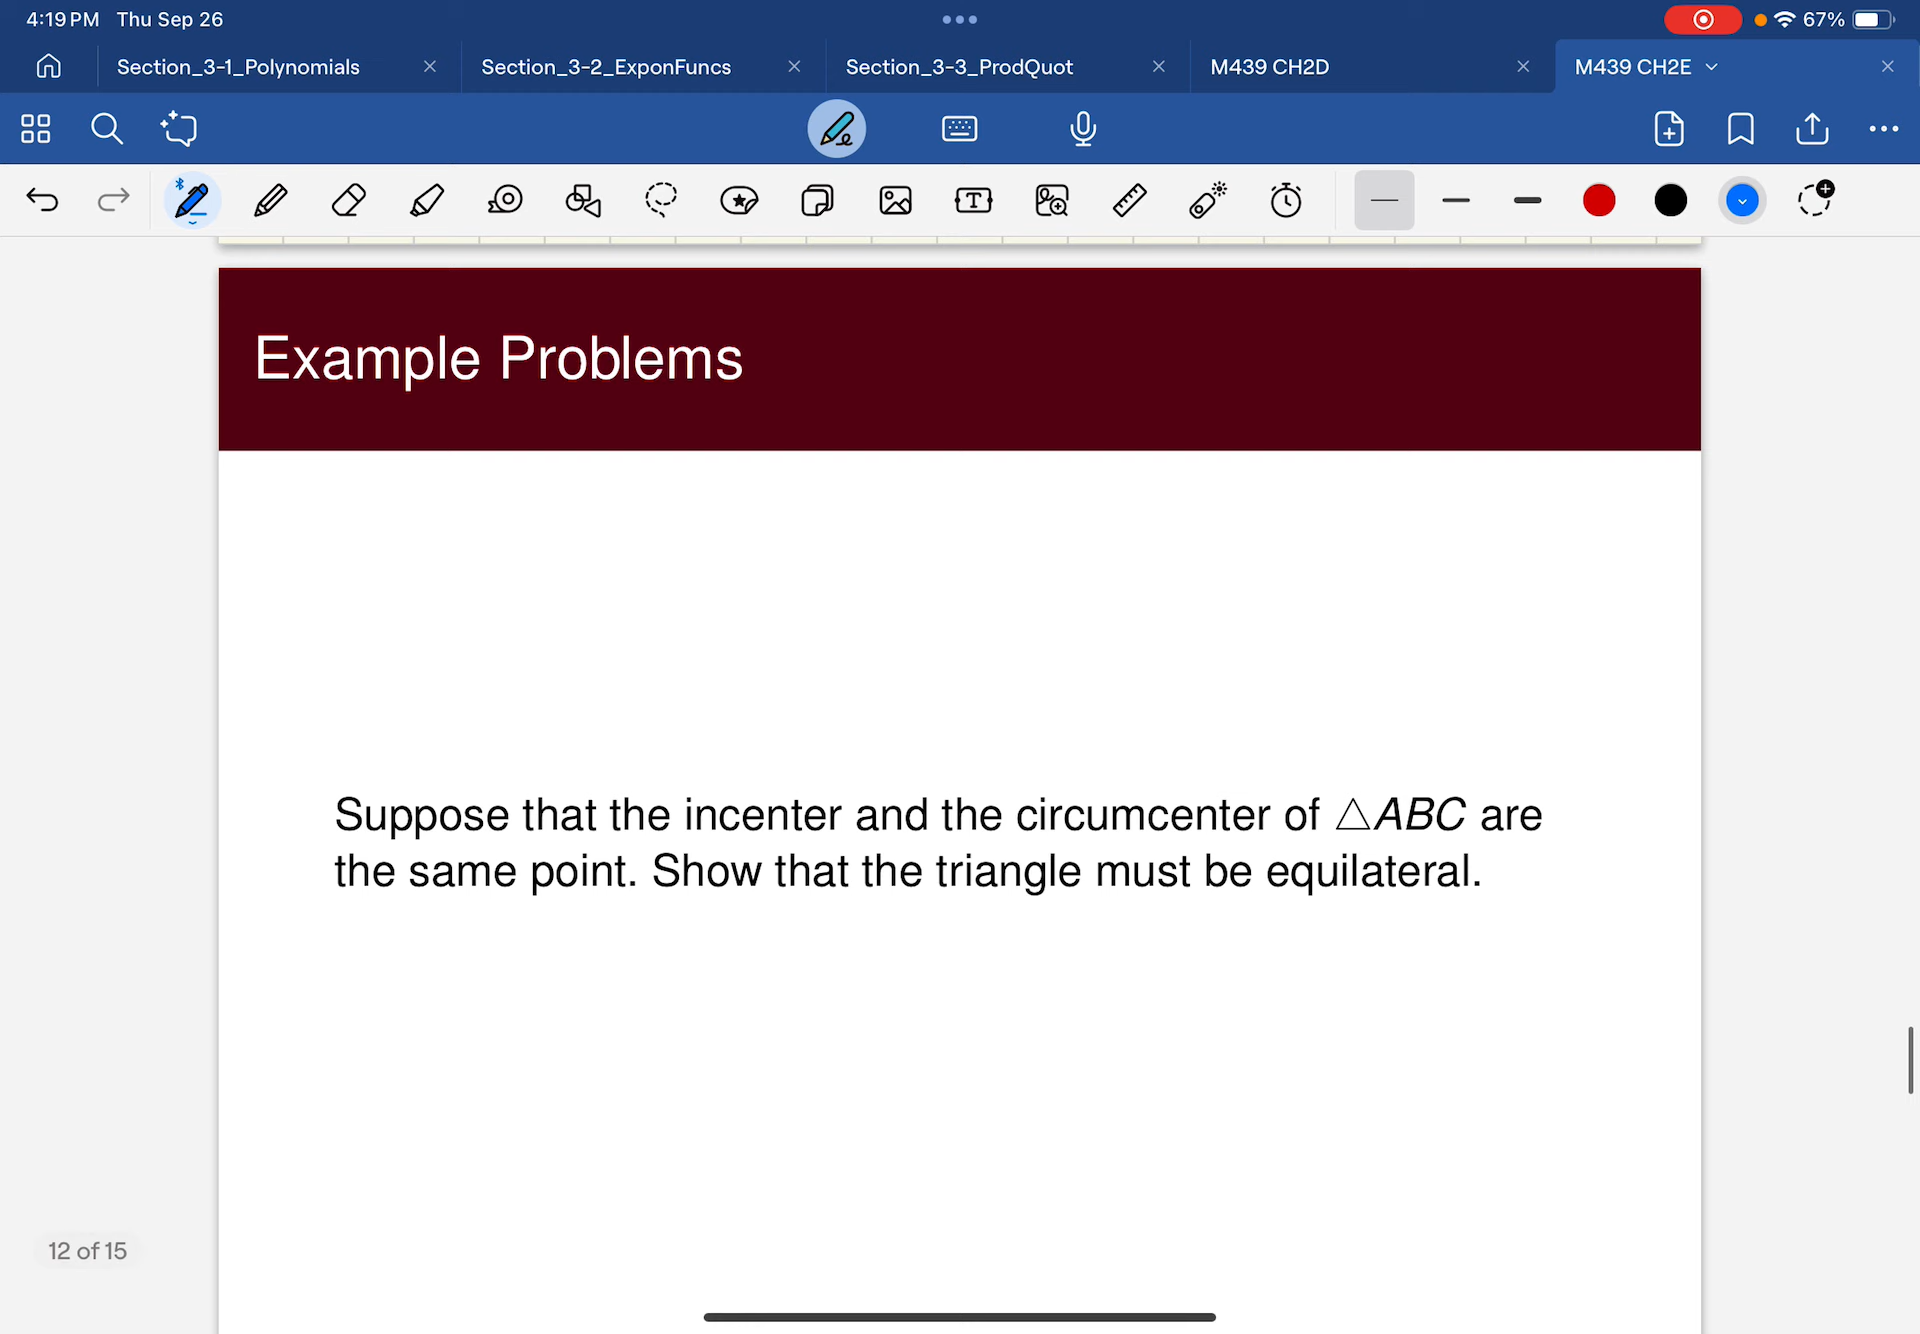 4:19 PM Thu Sep 26
67%
Section_3-1_Polynomials
Section_3-2_ExponFuncs
Section_3-3_ProdQuot
M439 CH2D
M439 CH2E
Example Problems
Suppose that the incenter and the circumcenter of △ABC are
the same point. Show that the triangle must be equilateral.
12 of 15